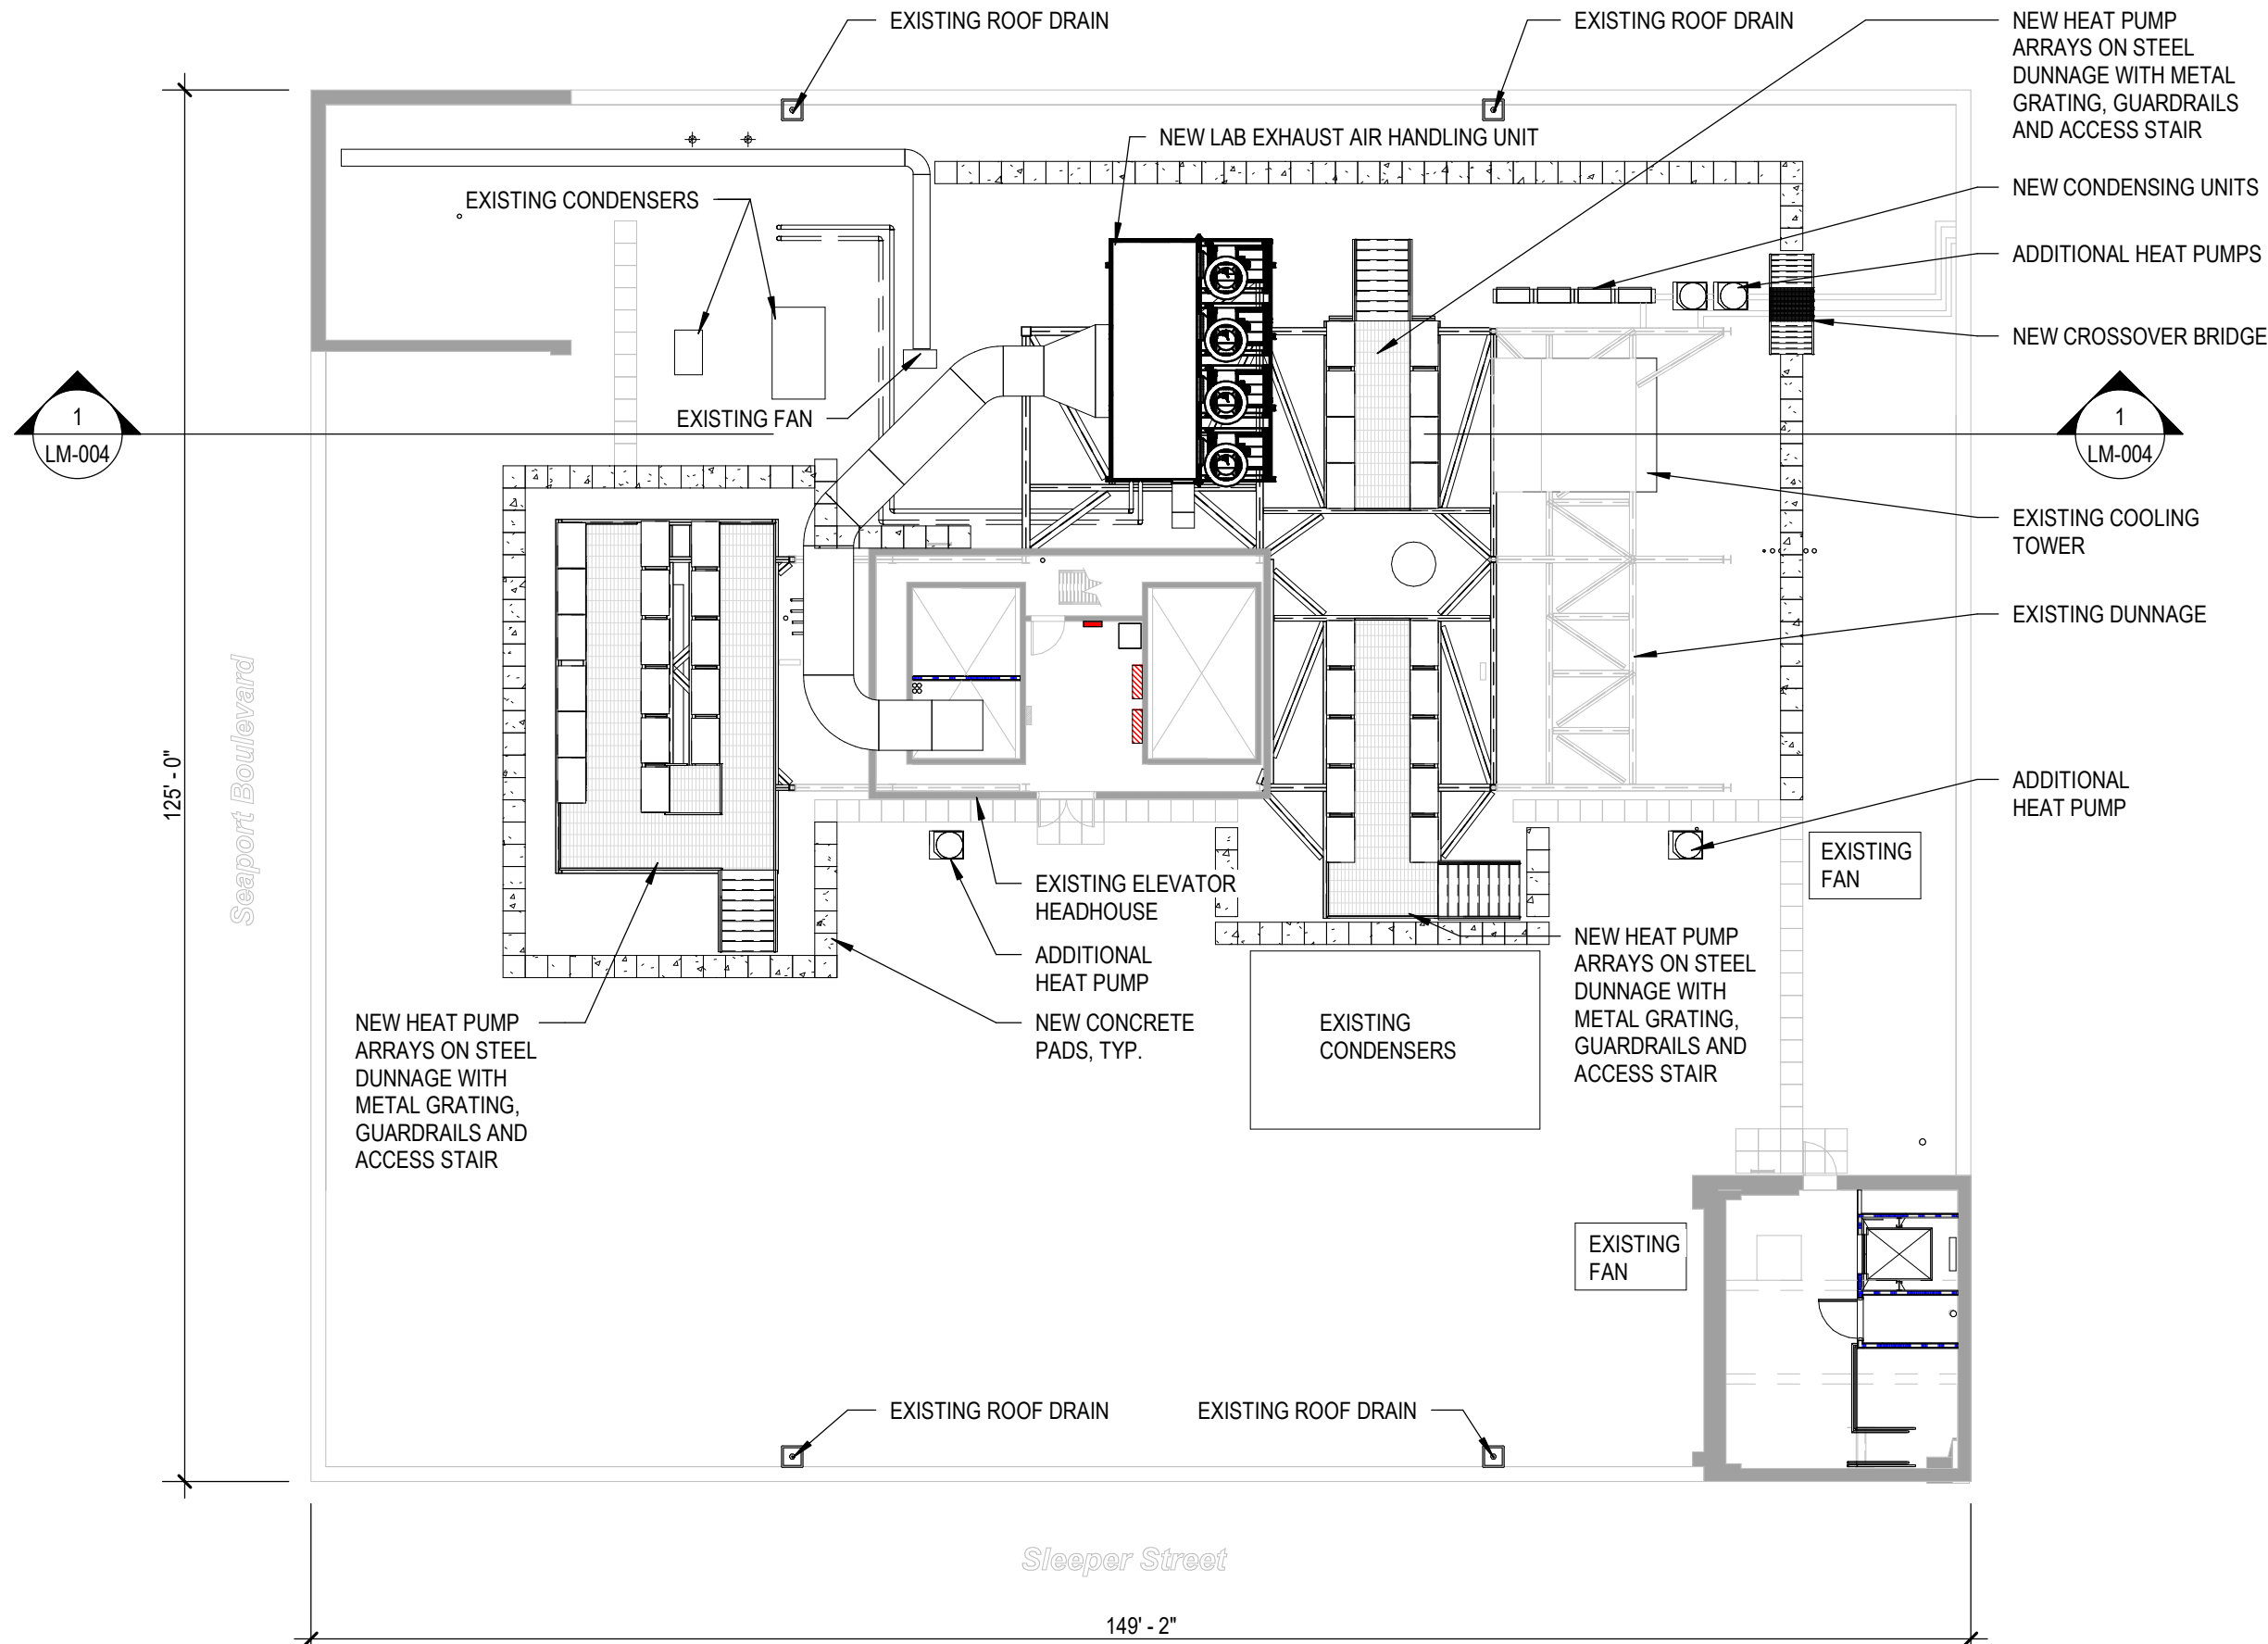 EXISTING ROOF DRAIN
EXISTING ROOF DRAIN
NEW HEAT PUMP
ARRAYS ON STEEL
DUNNAGE WITH METAL
GRATING, GUARDRAILS
AND ACCESS STAIR
NEW LAB EXHAUST AIR HANDLING UNIT
EXISTING CONDENSERS
NEW CONDENSING UNITS
ADDITIONAL HEAT PUMPS
NEW CROSSOVER BRIDGE
EXISTING FAN
1
LM-004
1
LM-004
EXISTING COOLING
TOWER
EXISTING DUNNAGE
Seaport Boulevard
125' - 0"
ADDITIONAL
HEAT PUMP
EXISTING
FAN
EXISTING ELEVATOR
HEADHOUSE
ADDITIONAL
HEAT PUMP
NEW CONCRETE
PADS, TYP.
NEW HEAT PUMP
ARRAYS ON STEEL
DUNNAGE WITH
METAL GRATING,
GUARDRAILS AND
ACCESS STAIR
EXISTING
CONDENSERS
NEW HEAT PUMP
ARRAYS ON STEEL
DUNNAGE WITH
METAL GRATING,
GUARDRAILS AND
ACCESS STAIR
EXISTING
FAN
EXISTING ROOF DRAIN
EXISTING ROOF DRAIN
Sleeper Street
149' - 2"